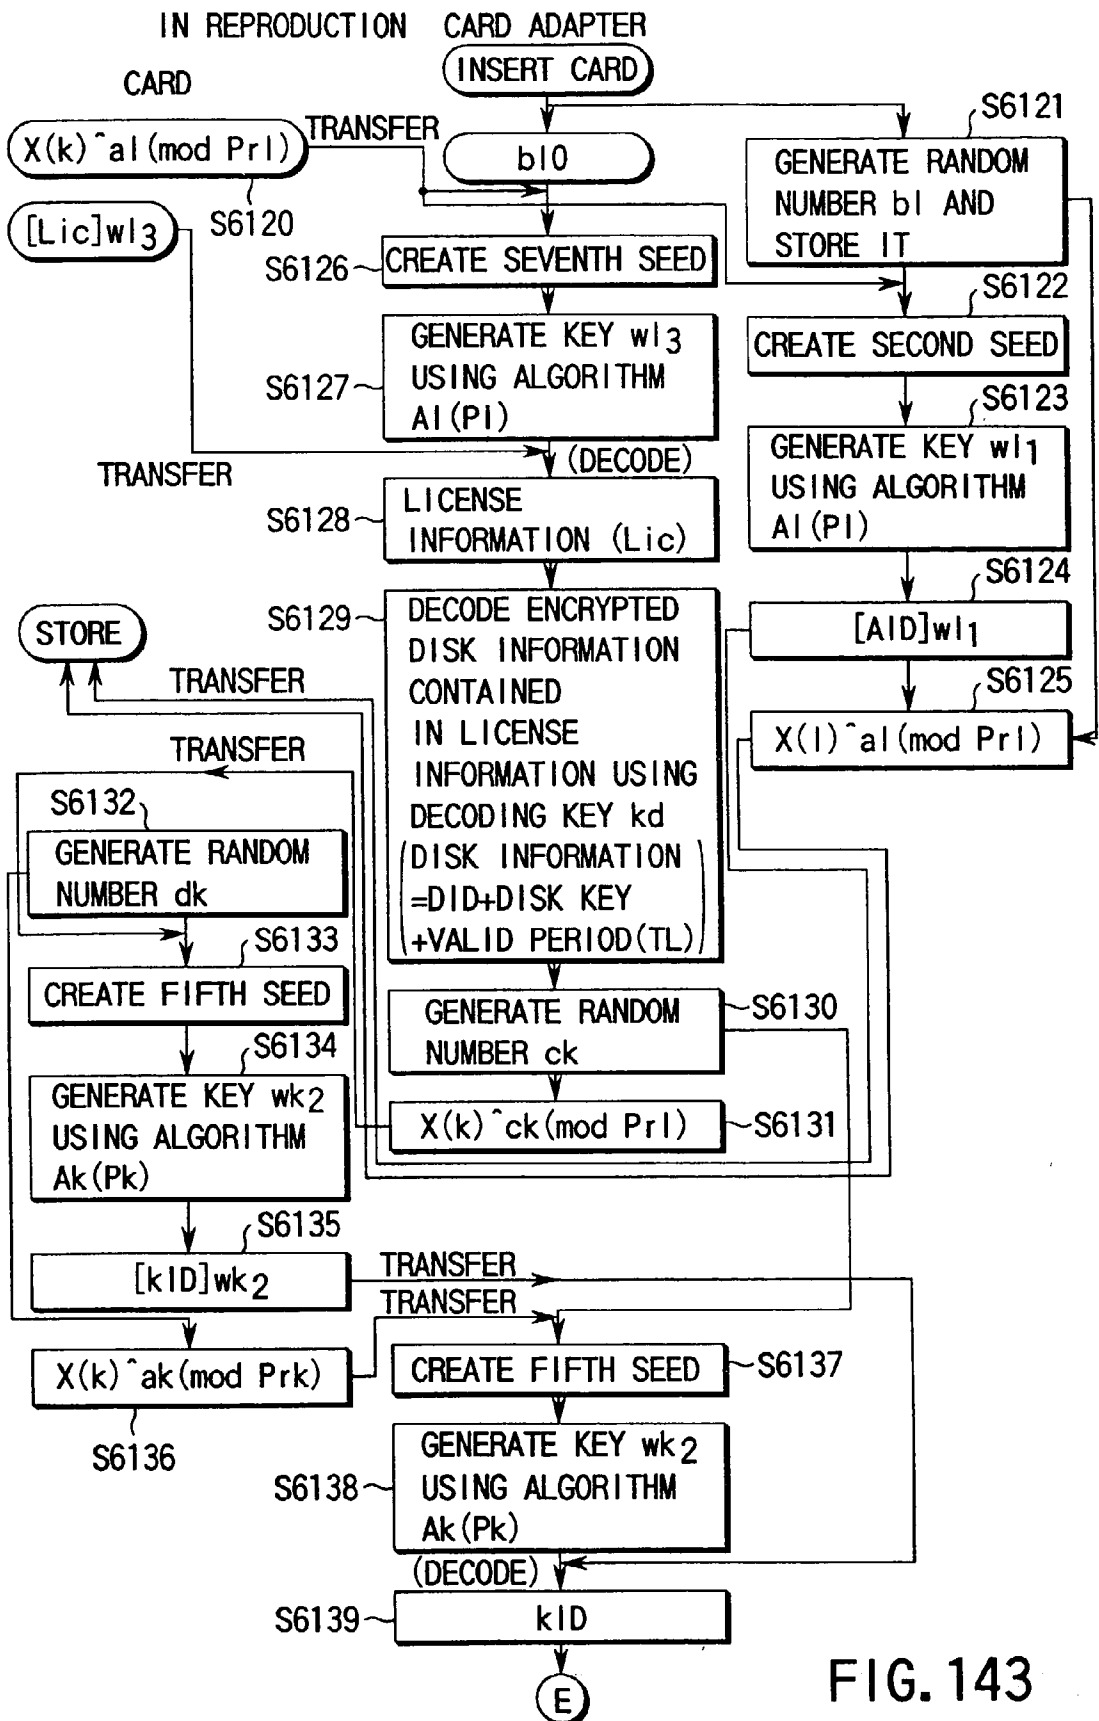 IN REPRODUCTION CARD ADAPTER
CARD
INSERT CARD
X(k)^al(mod Prl)
TRANSFER
bl0
S6121
GENERATE RANDOM
NUMBER bl AND
STORE IT
S6120
[Lic]wl3
S6126
CREATE SEVENTH SEED
S6122
CREATE SECOND SEED
S6127
GENERATE KEY wl3
USING ALGORITHM
Al(Pl)
S6123
GENERATE KEY wl1
USING ALGORITHM
Al(Pl)
TRANSFER
(DECODE)
S6128
LICENSE
INFORMATION (Lic)
S6124
[AID]wl1
S6129
DECODE ENCRYPTED
DISK INFORMATION
CONTAINED
IN LICENSE
INFORMATION USING
DECODING KEY kd
(DISK INFORMATION
=DID+DISK KEY
+VALID PERIOD(TL))
STORE
TRANSFER
S6125
X(l)^al(mod Prl)
TRANSFER
S6132
GENERATE RANDOM
NUMBER dk
S6133
CREATE FIFTH SEED
S6130
GENERATE RANDOM
NUMBER ck
S6134
GENERATE KEY wk2
USING ALGORITHM
Ak(Pk)
X(k)^ck(mod Prl)
S6131
S6135
[kID]wk2
TRANSFER
TRANSFER
X(k)^ak(mod Prk)
S6136
CREATE FIFTH SEED
S6137
S6138
GENERATE KEY wk2
USING ALGORITHM
Ak(Pk)
(DECODE)
S6139
kID
E
FIG. 143